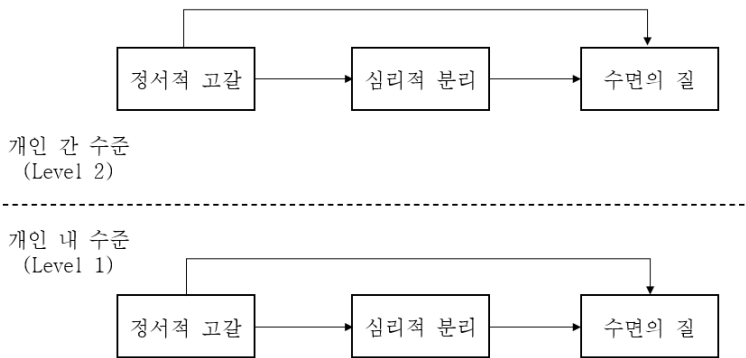 정서적 고갈
심리적 분리
수면의 질
개인 간 수준
(Level 2)
개인 내 수준
(Level 1)
정서적 고갈
심리적 분리
수면의 질